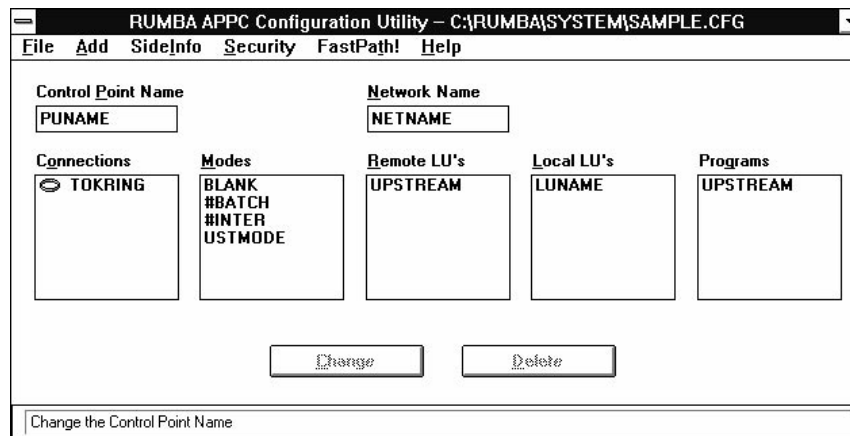 RUMBA APPC Configuration Utility – C:\RUMBA\SYSTEM\SAMPLE.CFG
File Add SideInfo Security FastPath! Help
Control Point Name Network Name
PUNAME NETNAME
Connections Modes Remote LU's Local LU's Programs
TOKRING BLANK UPSTREAM LUNAME UPSTREAM
#BATCH
#INTER
USTMODE
Change Delete
Change the Control Point Name